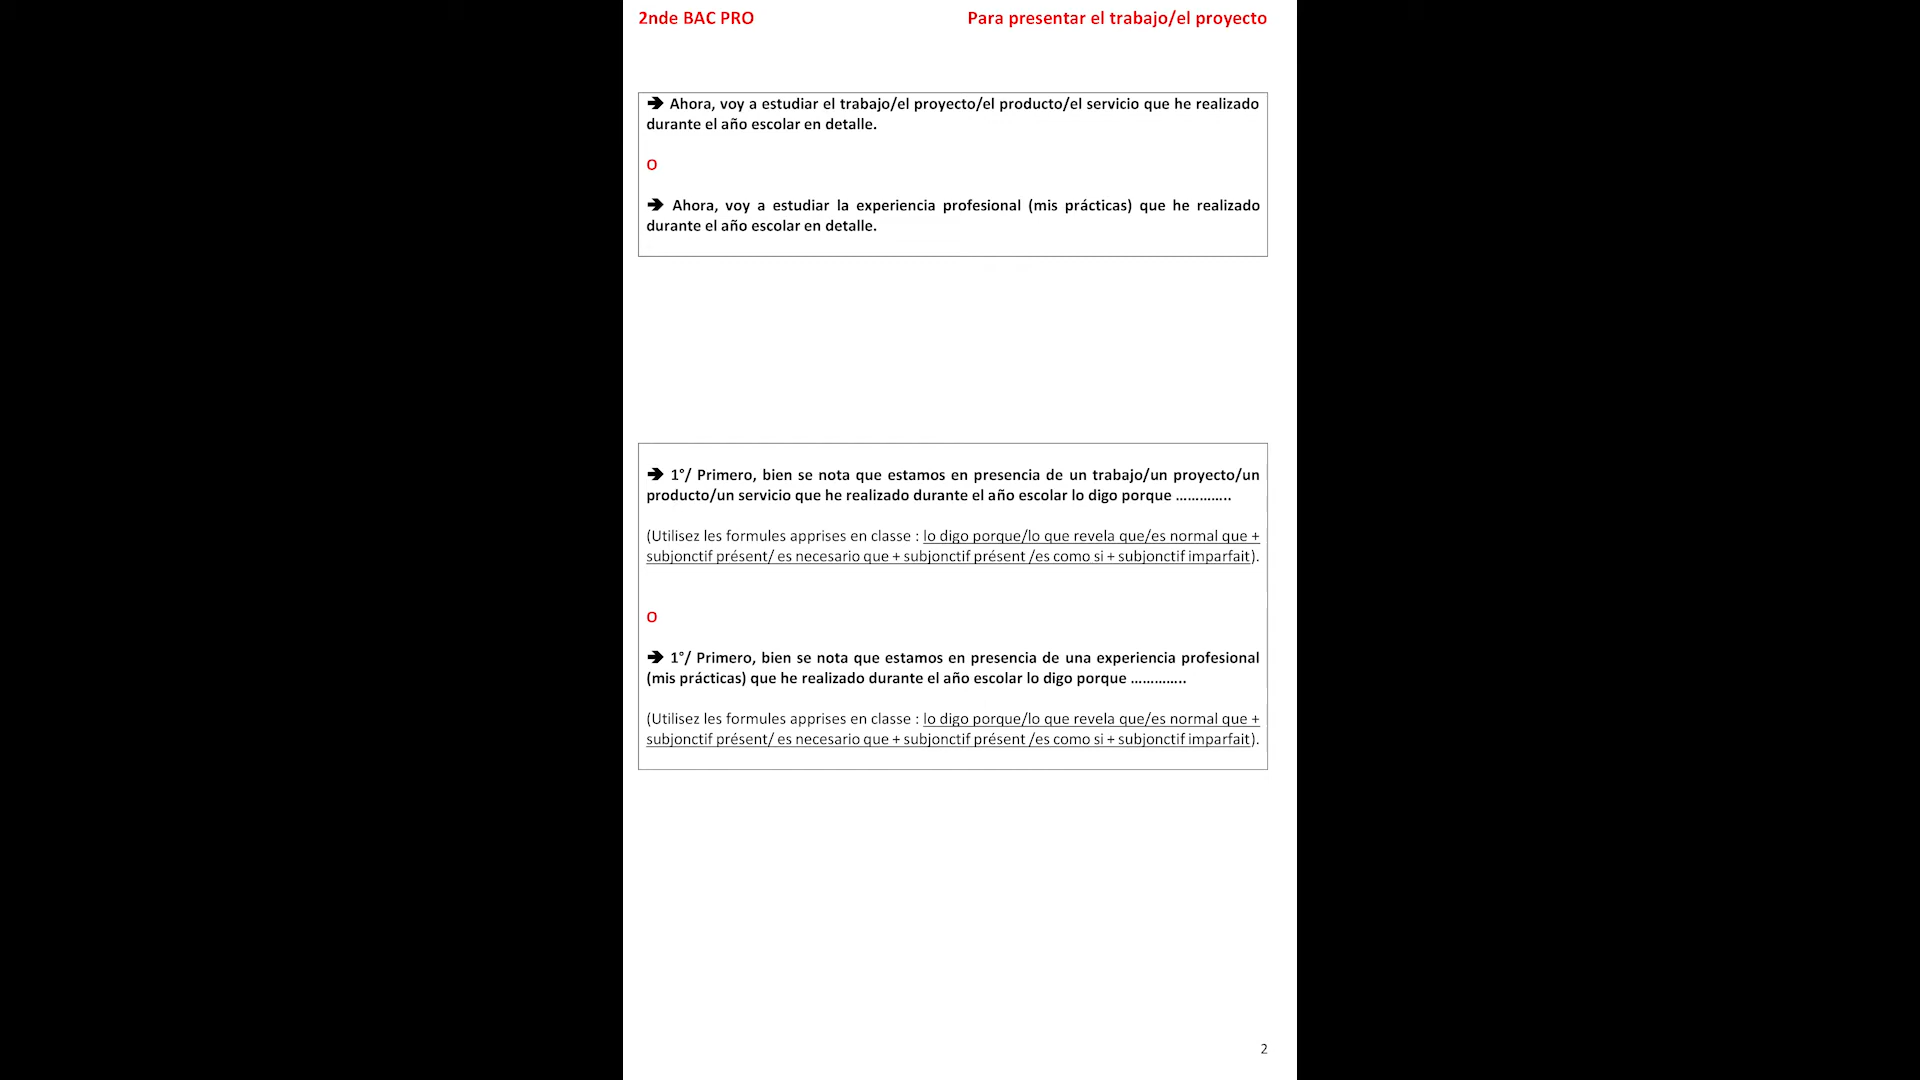 2nde BAC PRO Para presentar el trabajo/el proyecto
➔ Ahora, voy a estudiar el trabajo/el proyecto/el producto/el servicio que he realizado
durante el año escolar en detalle.
O
➔ Ahora, voy a estudiar la experiencia profesional (mis prácticas) que he realizado
durante el año escolar en detalle.
➔ 1°/ Primero, bien se nota que estamos en presencia de un trabajo/un proyecto/un
producto/un servicio que he realizado durante el año escolar lo digo porque …………..
(Utilisez les formules apprises en classe : lo digo porque/lo que revela que/es normal que +
subjonctif présent/ es necesario que + subjonctif présent /es como si + subjonctif imparfait).
O
➔ 1°/ Primero, bien se nota que estamos en presencia de una experiencia profesional
(mis prácticas) que he realizado durante el año escolar lo digo porque …………..
(Utilisez les formules apprises en classe : lo digo porque/lo que revela que/es normal que +
subjonctif présent/ es necesario que + subjonctif présent /es como si + subjonctif imparfait).
2